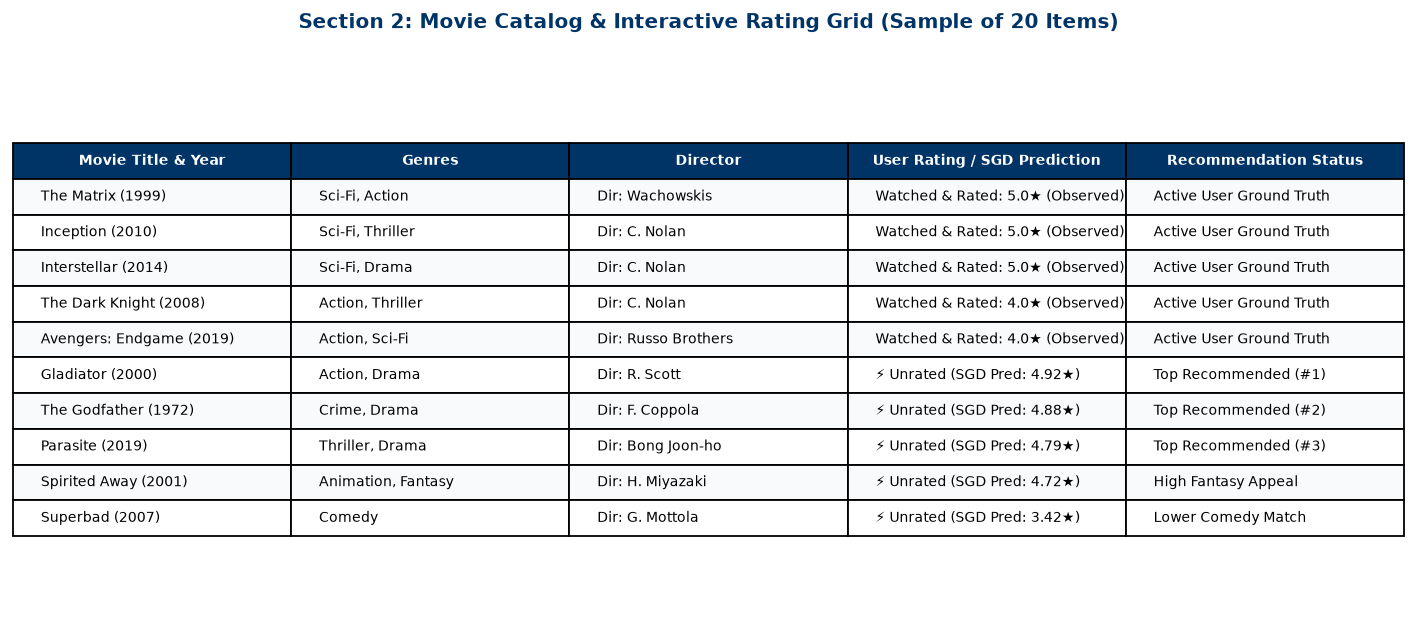 Section 2: Movie Catalog & Interactive Rating Grid (Sample of 20 Items)
Movie Title & Year Genres Director User Rating / SGD Prediction Recommendation Status
The Matrix (1999) Sci-Fi, Action Dir: Wachowskis Watched & Rated: 5.0★ (Observed) Active User Ground Truth
Inception (2010) Sci-Fi, Thriller Dir: C. Nolan Watched & Rated: 5.0★ (Observed) Active User Ground Truth
Interstellar (2014) Sci-Fi, Drama Dir: C. Nolan Watched & Rated: 5.0★ (Observed) Active User Ground Truth
The Dark Knight (2008) Action, Thriller Dir: C. Nolan Watched & Rated: 4.0★ (Observed) Active User Ground Truth
Avengers: Endgame (2019) Action, Sci-Fi Dir: Russo Brothers Watched & Rated: 4.0★ (Observed) Active User Ground Truth
Gladiator (2000) Action, Drama Dir: R. Scott ⚡ Unrated (SGD Pred: 4.92★) Top Recommended (#1)
The Godfather (1972) Crime, Drama Dir: F. Coppola ⚡ Unrated (SGD Pred: 4.88★) Top Recommended (#2)
Parasite (2019) Thriller, Drama Dir: Bong Joon-ho ⚡ Unrated (SGD Pred: 4.79★) Top Recommended (#3)
Spirited Away (2001) Animation, Fantasy Dir: H. Miyazaki ⚡ Unrated (SGD Pred: 4.72★) High Fantasy Appeal
Superbad (2007) Comedy Dir: G. Mottola ⚡ Unrated (SGD Pred: 3.42★) Lower Comedy Match